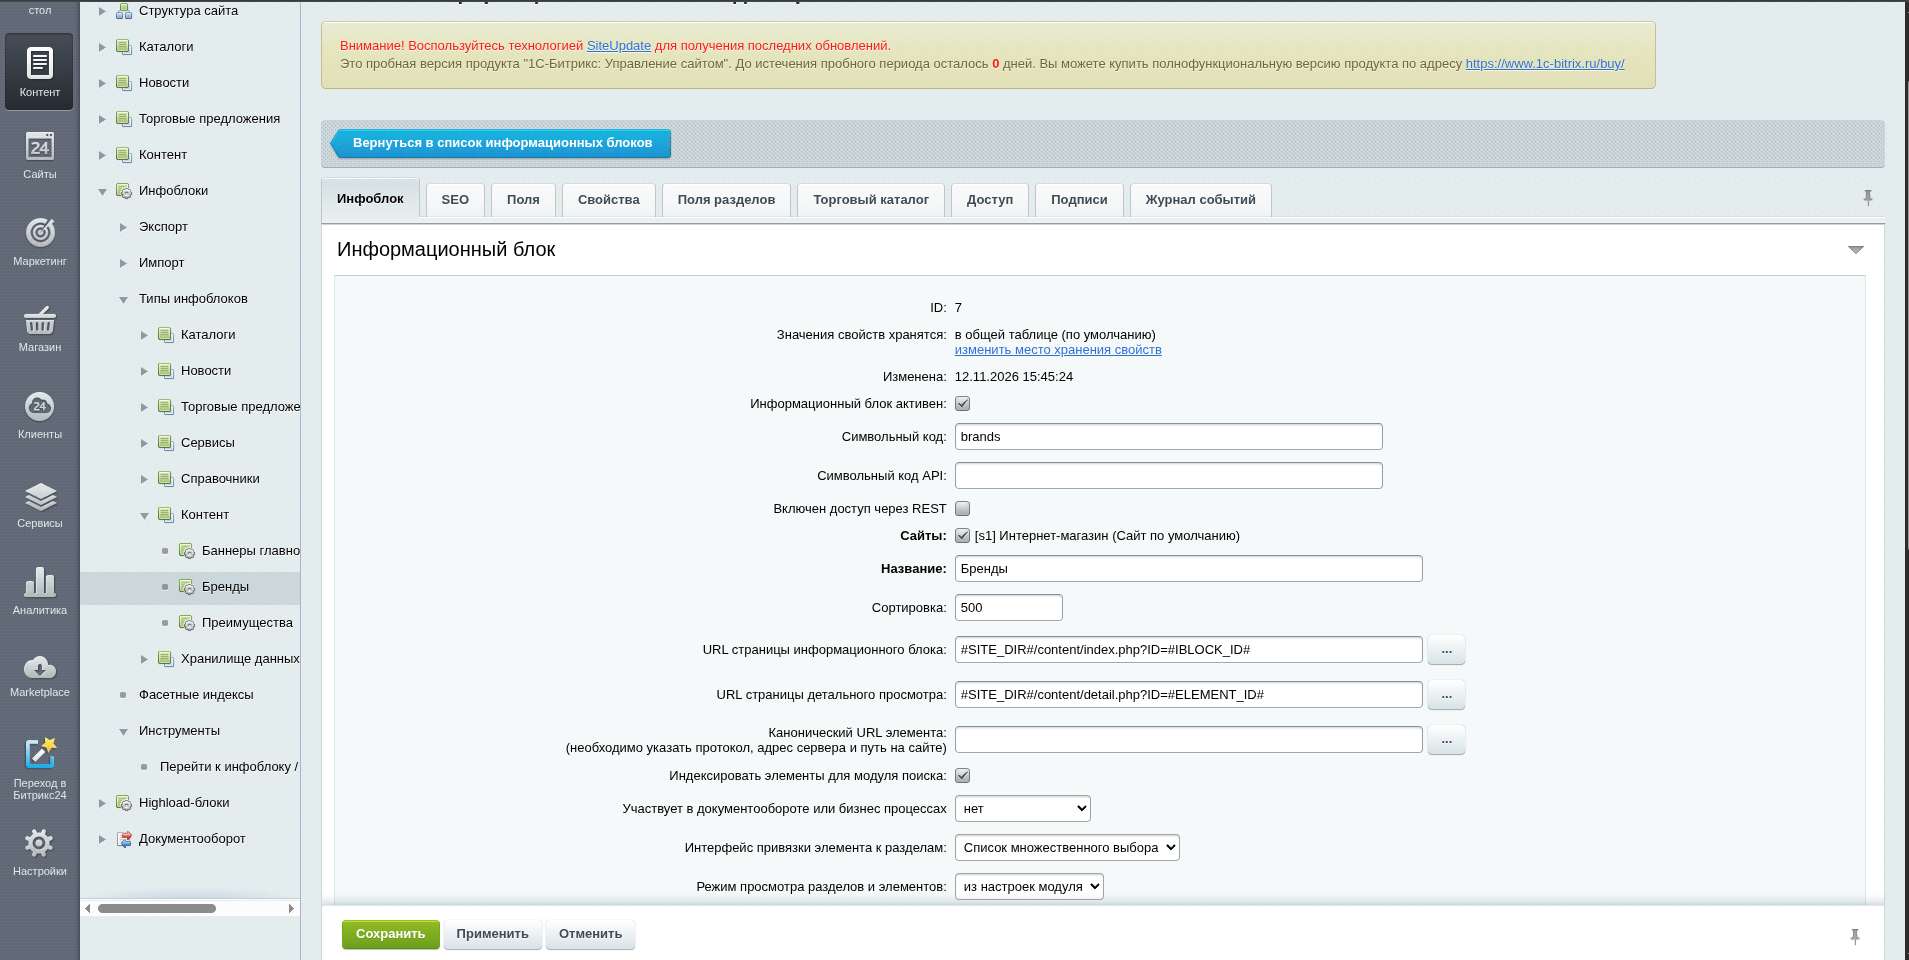 стол
Контент
Сайты
Маркетинг
Магазин
24
Клиенты
Сервисы
Аналитика
Marketplace
Переход в
Битрикс24
Настройки
Структура сайта
Каталоги
Новости
Торговые предложения
Контент
Инфоблоки
Экспорт
Импорт
Типы инфоблоков
Каталоги
Новости
Торговые предложе
Сервисы
Справочники
Контент
Баннеры главно
Бренды
Преимущества
Хранилище данных
Фасетные индексы
Инструменты
Перейти к инфоблоку /
Highload-блоки
Документооборот
Внимание! Воспользуйтесь технологией SiteUpdate для получения последних обновлений.
Это пробная версия продукта "1С-Битрикс: Управление сайтом". До истечения пробного периода осталось 0 дней. Вы можете купить полнофункциональную версию продукта по адресу https://www.1c-bitrix.ru/buy/
Вернуться в список информационных блоков
Инфоблок SEO Поля Свойства Поля разделов Торговый каталог Доступ Подписи Журнал событий
Информационный блок
ID: 7
Значения свойств хранятся: в общей таблице (по умолчанию)
изменить место хранения свойств
Изменена: 12.11.2026 15:45:24
Информационный блок активен:
Символьный код: brands
Символьный код API:
Включен доступ через REST
Сайты: [s1] Интернет-магазин (Сайт по умолчанию)
Название: Бренды
Сортировка: 500
URL страницы информационного блока: #SITE_DIR#/content/index.php?ID=#IBLOCK_ID# ...
URL страницы детального просмотра: #SITE_DIR#/content/detail.php?ID=#ELEMENT_ID# ...
Канонический URL элемента:
(необходимо указать протокол, адрес сервера и путь на сайте) ...
Индексировать элементы для модуля поиска:
Участвует в документообороте или бизнес процессах нет
Интерфейс привязки элемента к разделам: Список множественного выбора
Режим просмотра разделов и элементов: из настроек модуля
Сохранить Применить Отменить